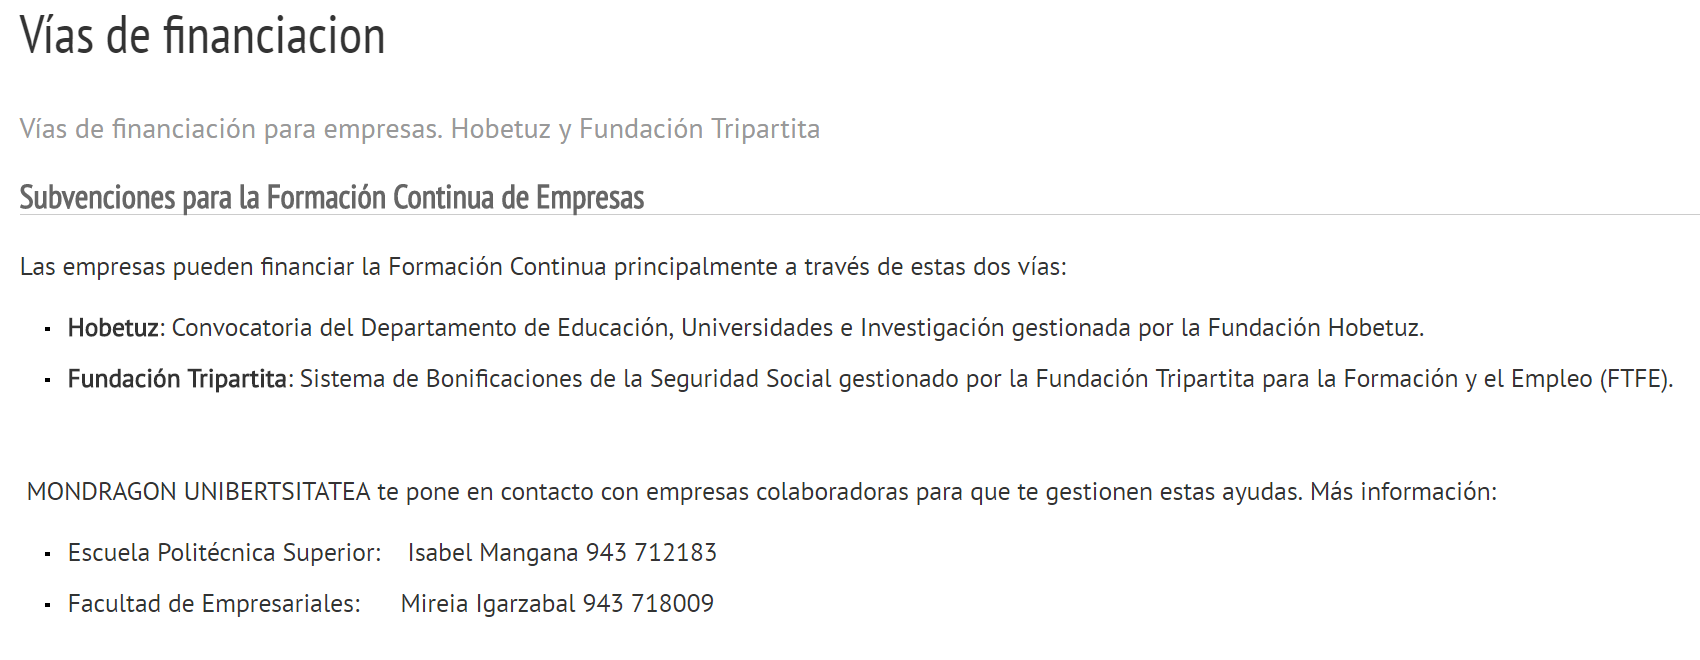 Vías de financiacion
Vías de financiación para empresas. Hobetuz y Fundación Tripartita
Subvenciones para la Formación Continua de Empresas
Las empresas pueden financiar la Formación Continua principalmente a través de estas dos vías:
▪ Hobetuz: Convocatoria del Departamento de Educación, Universidades e Investigación gestionada por la Fundación Hobetuz.
▪ Fundación Tripartita: Sistema de Bonificaciones de la Seguridad Social gestionado por la Fundación Tripartita para la Formación y el Empleo (FTFE).
MONDRAGON UNIBERTSITATEA te pone en contacto con empresas colaboradoras para que te gestionen estas ayudas. Más información:
▪ Escuela Politécnica Superior: Isabel Mangana 943 712183
▪ Facultad de Empresariales: Mireia Igarzabal 943 718009